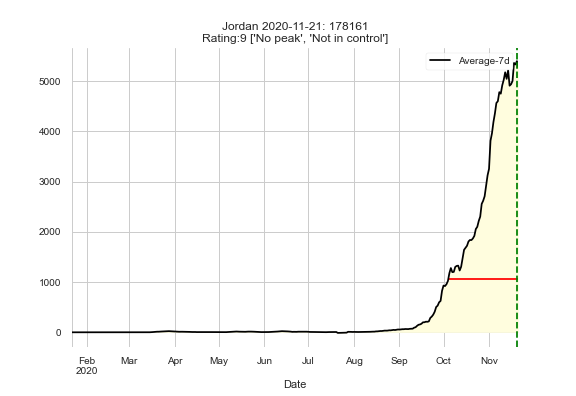 Jordan 2020-11-21: 178161
Rating:9 ['No peak', 'Not in control']
Average-7d
5000
4000
3000
2000
1000
0
Feb Mar Apr May Jun Jul Aug Sep Oct Nov
2020
Date